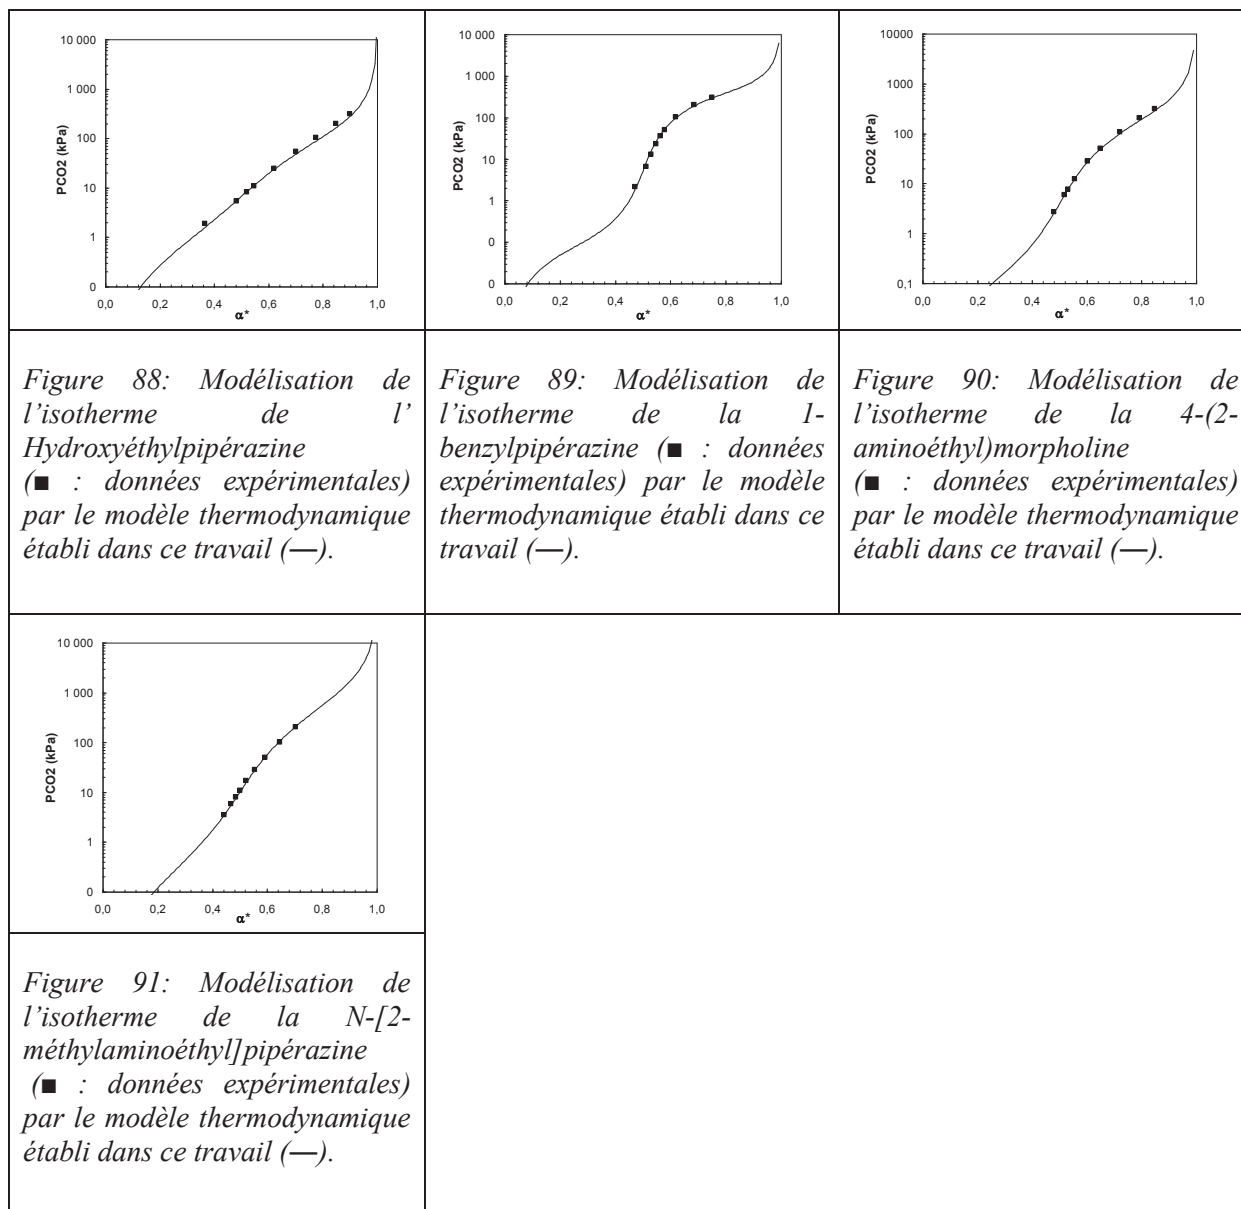 10 000
1 000
100
10
1
0
PCO2 (kPa)
0,0 0,2 0,4 0,6 0,8 1,0
α*
10 000
1 000
100
10
1
0
0
PCO2 (kPa)
0,0 0,2 0,4 0,6 0,8 1,0
α*
10000
1000
100
10
1
0,1
PCO2 (kPa)
0,0 0,2 0,4 0,6 0,8 1,0
α*
Figure 88: Modélisation de
l’isotherme de l’
Hydroxyéthylpipérazine
(■ : données expérimentales)
par le modèle thermodynamique
établi dans ce travail (—).
Figure 89: Modélisation de
l’isotherme de la 1-
benzylpipérazine (■ : données
expérimentales) par le modèle
thermodynamique établi dans ce
travail (—).
Figure 90: Modélisation de
l’isotherme de la 4-(2-
aminoéthyl)morpholine
(■ : données expérimentales)
par le modèle thermodynamique
établi dans ce travail (—).
10 000
1 000
100
10
1
0
PCO2 (kPa)
0,0 0,2 0,4 0,6 0,8 1,0
α*
Figure 91: Modélisation de
l’isotherme de la N-[2-
méthylaminoéthyl]pipérazine
(■ : données expérimentales)
par le modèle thermodynamique
établi dans ce travail (—).